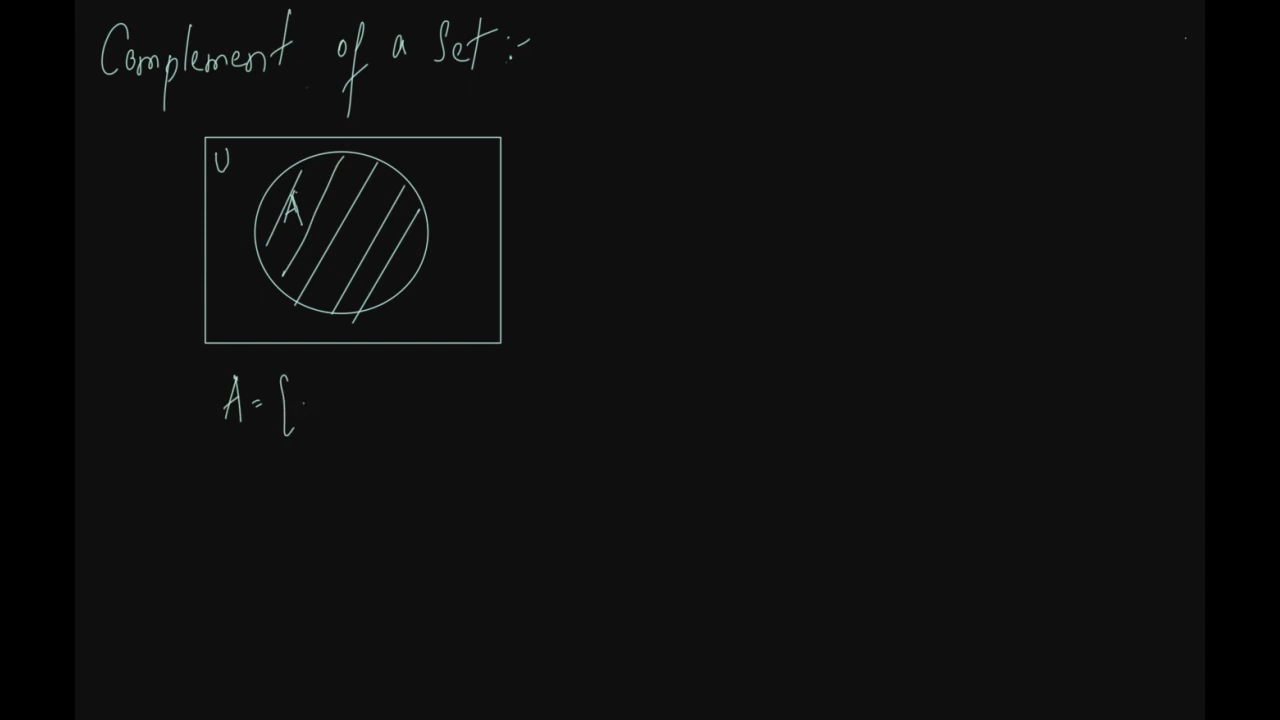 Complement of a Set :-
U
A
A = {